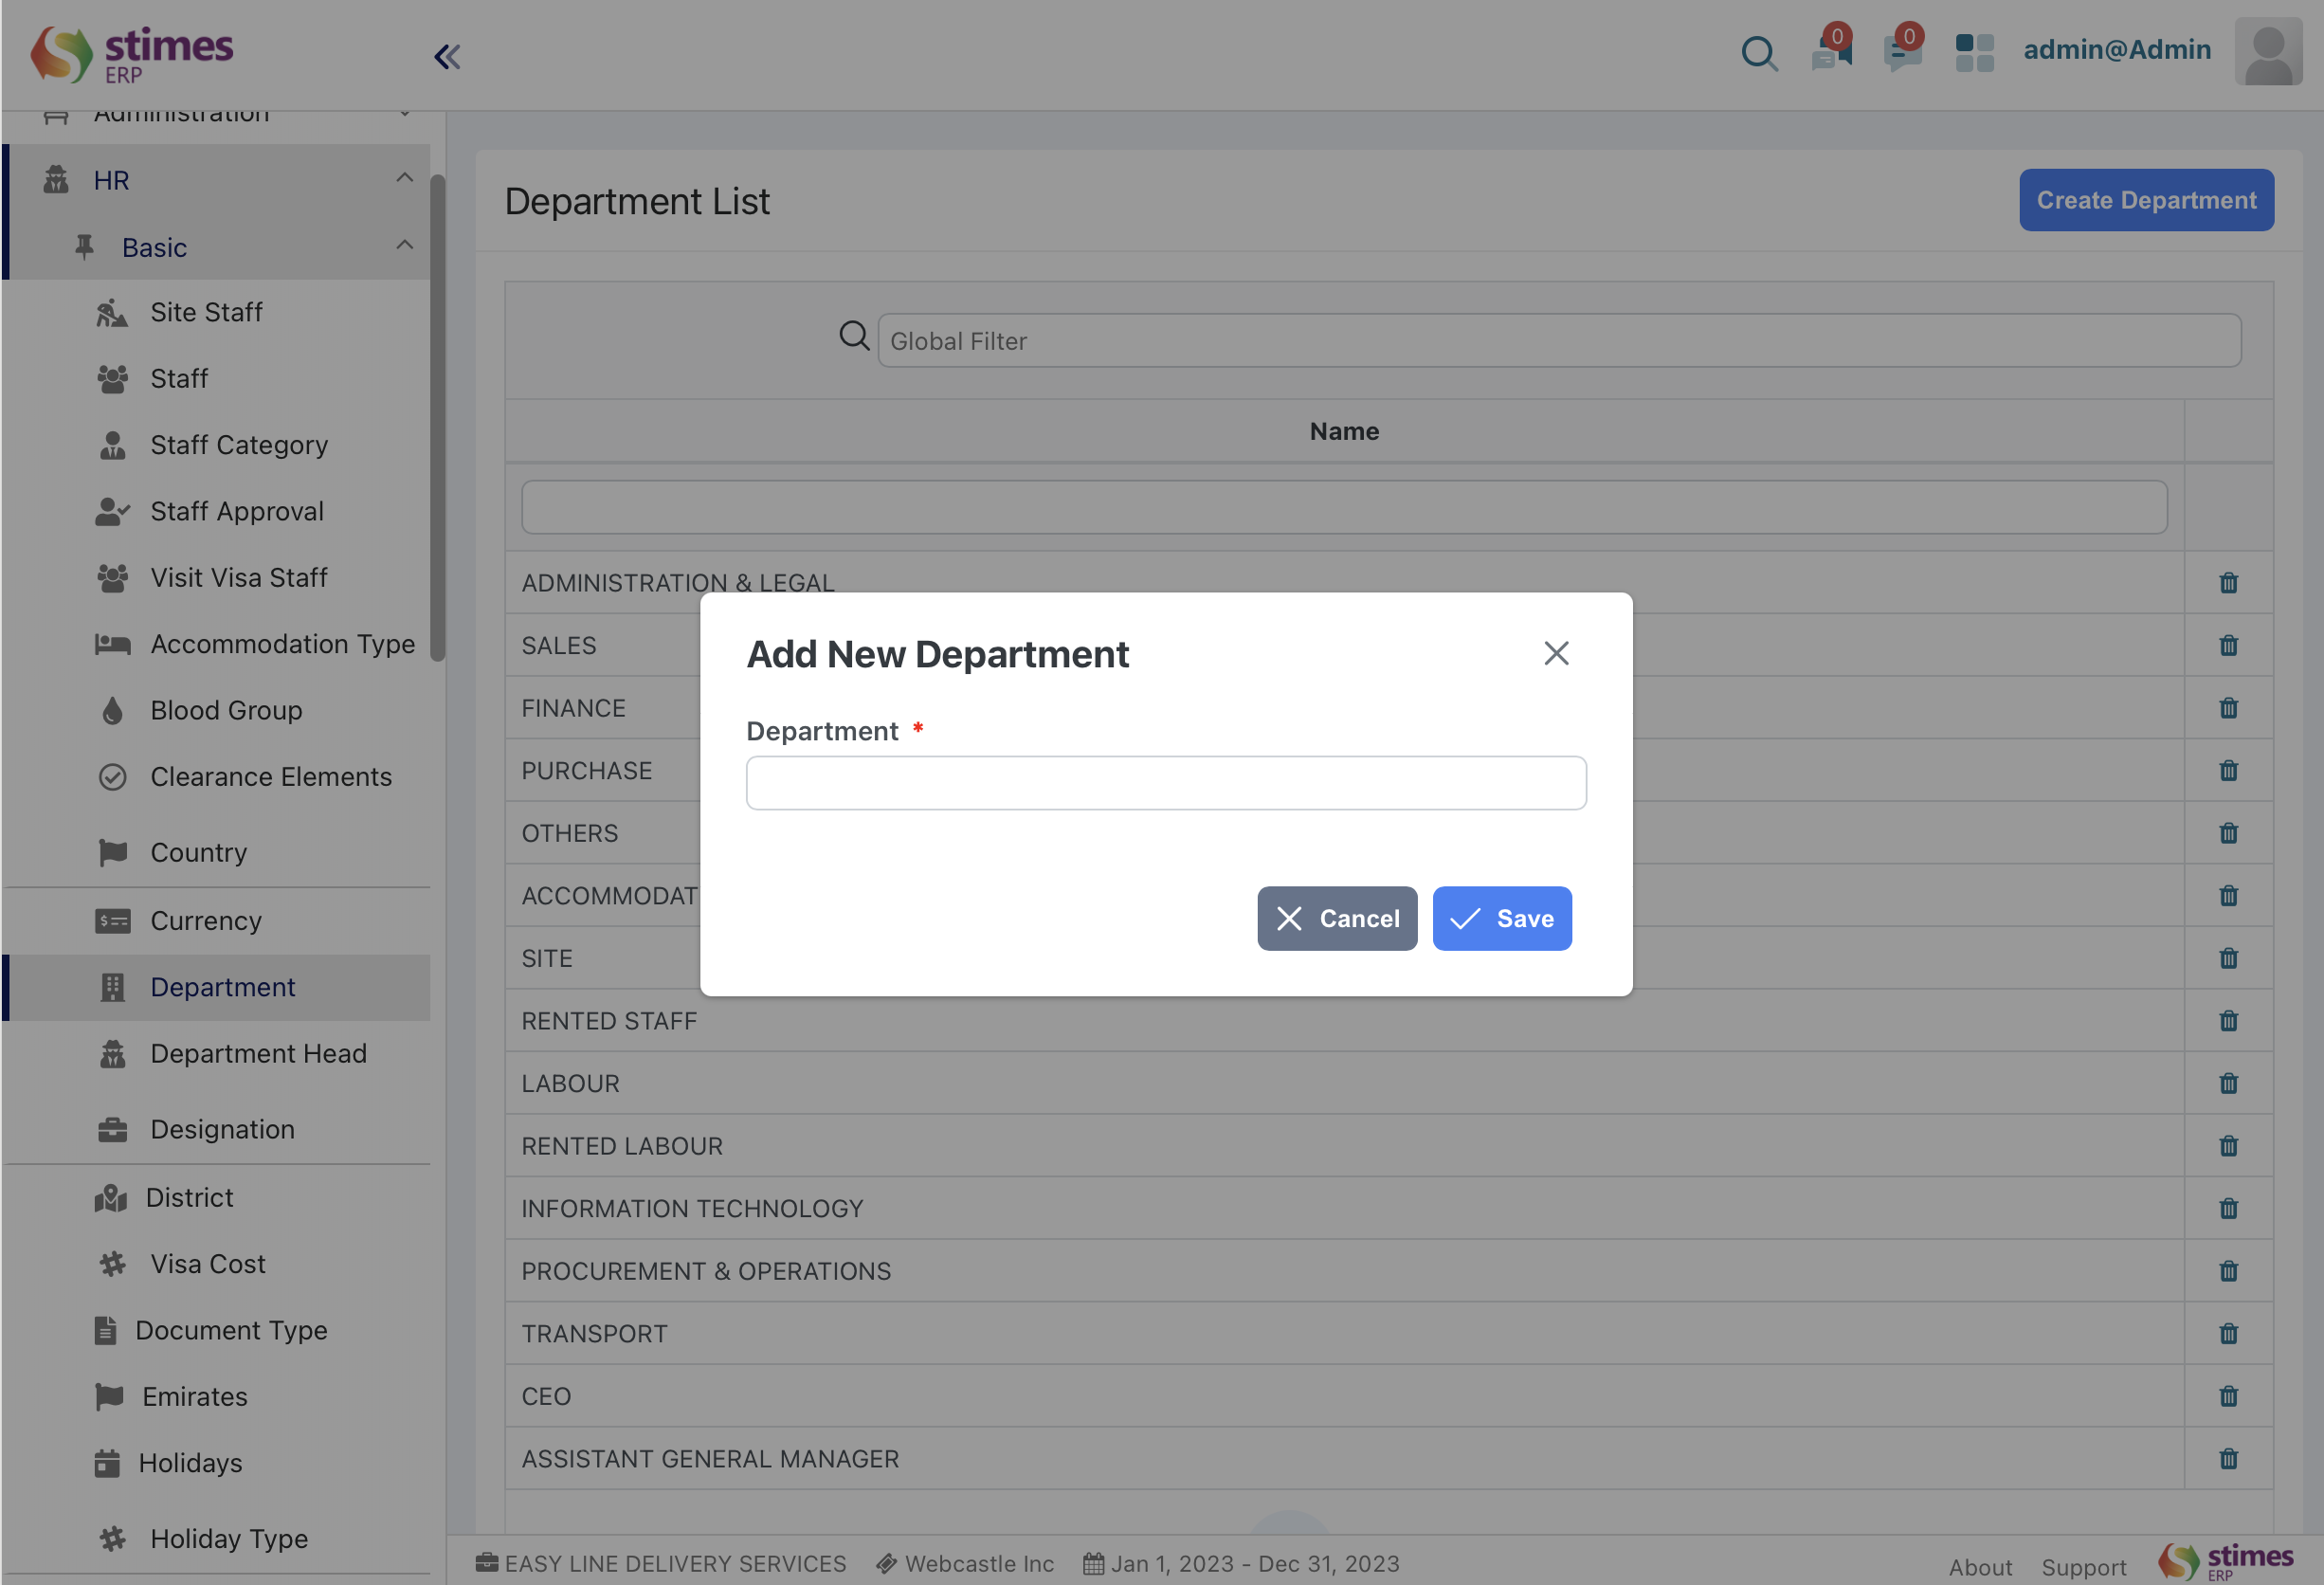 stimes
ERP
0
0
admin@Admin
Administration
HR
Basic
Site Staff
Staff
Staff Category
Staff Approval
Visit Visa Staff
Accommodation Type
Blood Group
Clearance Elements
Country
Currency
Department
Department Head
Designation
District
Visa Cost
Document Type
Emirates
Holidays
Holiday Type
Department List
Create Department
Global Filter
Name
ADMINISTRATION & LEGAL
SALES
FINANCE
PURCHASE
OTHERS
ACCOMMODAT
SITE
RENTED STAFF
LABOUR
RENTED LABOUR
INFORMATION TECHNOLOGY
PROCUREMENT & OPERATIONS
TRANSPORT
CEO
ASSISTANT GENERAL MANAGER
Add New Department
Department *
Cancel
Save
EASY LINE DELIVERY SERVICES Webcastle Inc Jan 1, 2023 - Dec 31, 2023
About Support
stimes
ERP